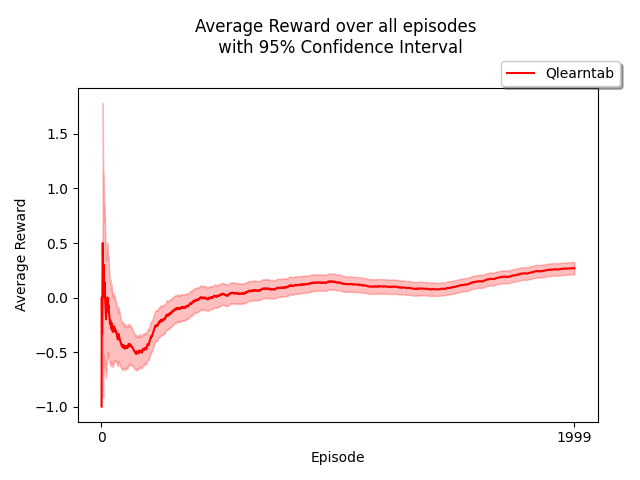 Average Reward over all episodes
with 95% Confidence Interval
Qlearntab
Average Reward
1.5
1.0
0.5
0.0
−0.5
−1.0
0
1999
Episode